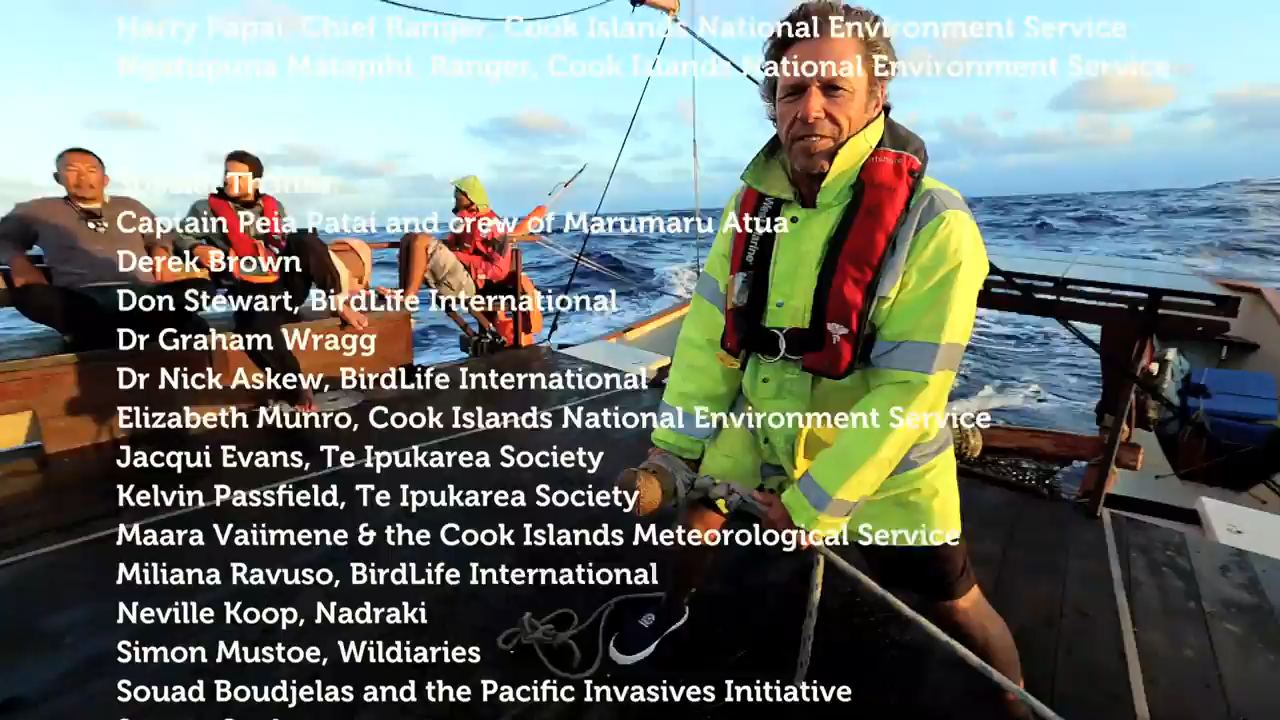 Harry Papai, Chief Ranger, Cook Islands National Environment Service
Ngatupuna Matapihi, Ranger, Cook Islands National Environment Service
Special Thanks
Captain Peia Patai and crew of Marumaru Atua
Derek Brown
Don Stewart, BirdLife International
Dr Graham Wragg
Dr Nick Askew, BirdLife International
Elizabeth Munro, Cook Islands National Environment Service
Jacqui Evans, Te Ipukarea Society
Kelvin Passfield, Te Ipukarea Society
Maara Vaiimene & the Cook Islands Meteorological Service
Miliana Ravuso, BirdLife International
Neville Koop, Nadraki
Simon Mustoe, Wildiaries
Souad Boudjelas and the Pacific Invasives Initiative